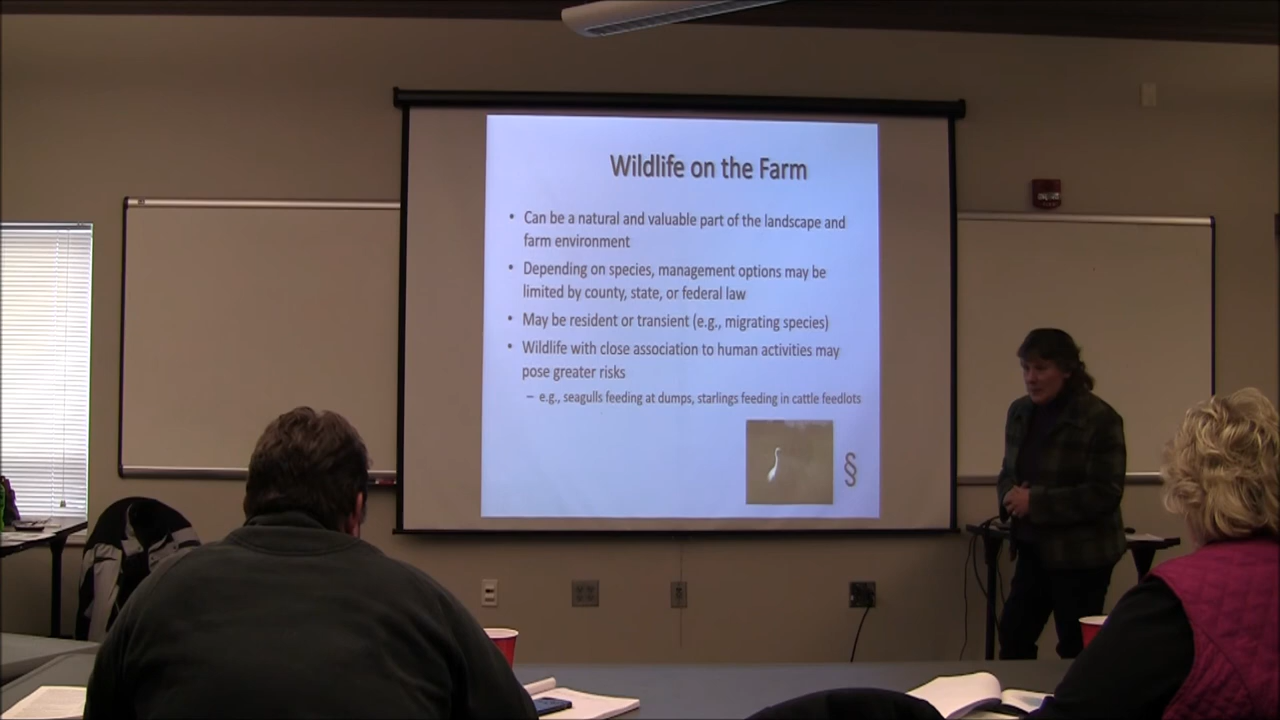 Wildlife on the Farm
• Can be a natural and valuable part of the landscape and
farm environment
• Depending on species, management options may be
limited by county, state, or federal law
• May be resident or transient (e.g., migrating species)
• Wildlife with close association to human activities may
pose greater risks
– e.g., seagulls feeding at dumps, starlings feeding in cattle feedlots
§